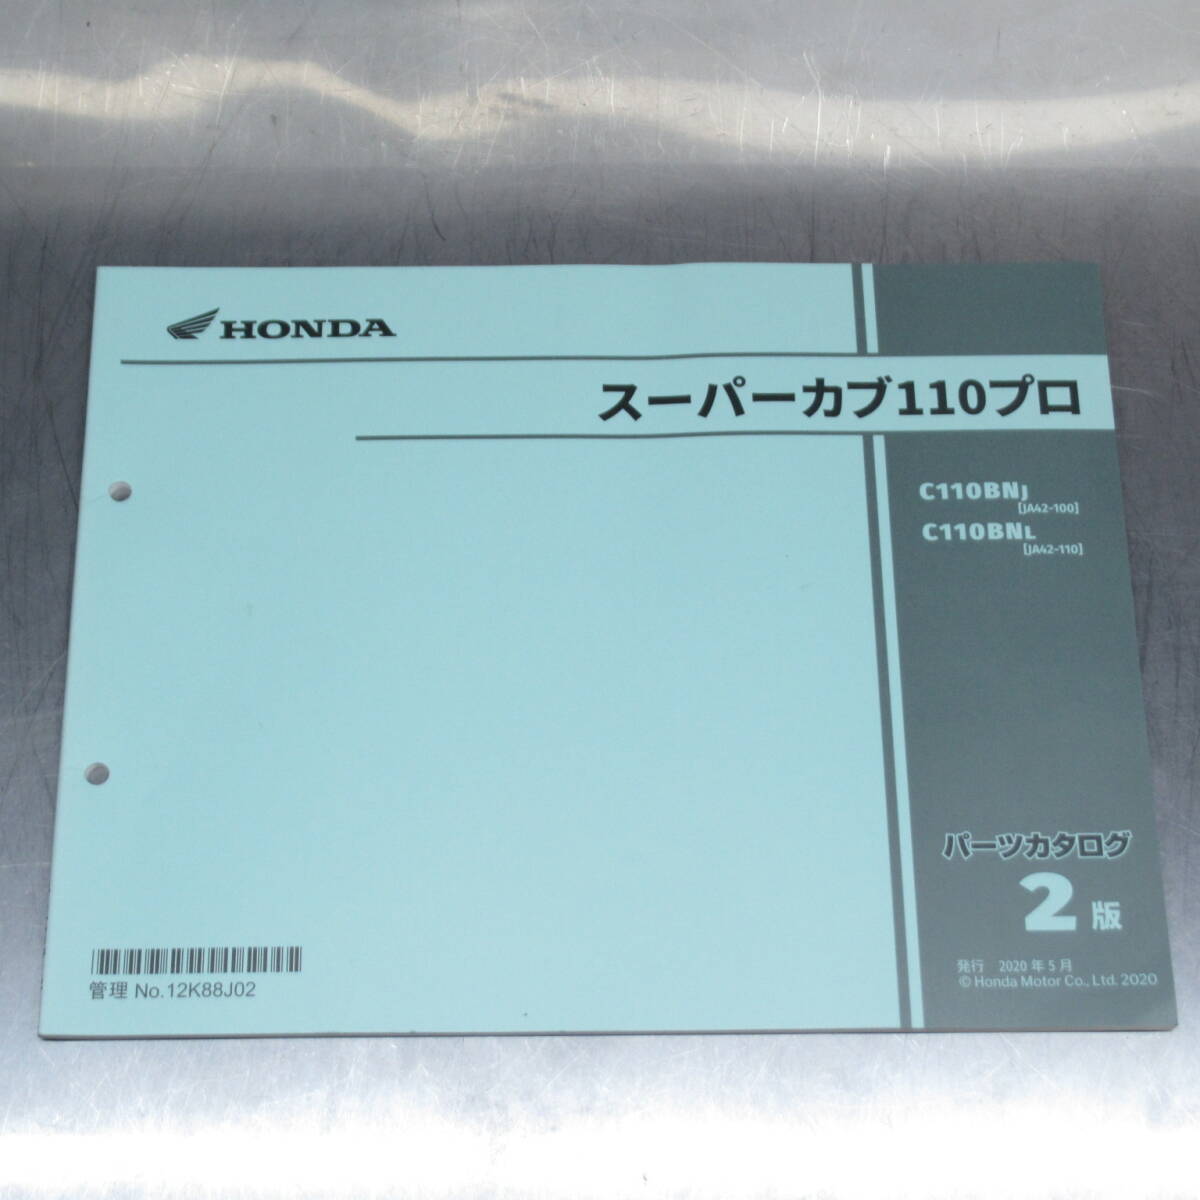 HONDA
スーパーカブ110プロ
C110BNJ
[JA42-100]
C110BNL
[JA42-110]
パーツカタログ
2版
発行 2020年5月
© Honda Motor Co., Ltd. 2020
管理 No.12K88J02